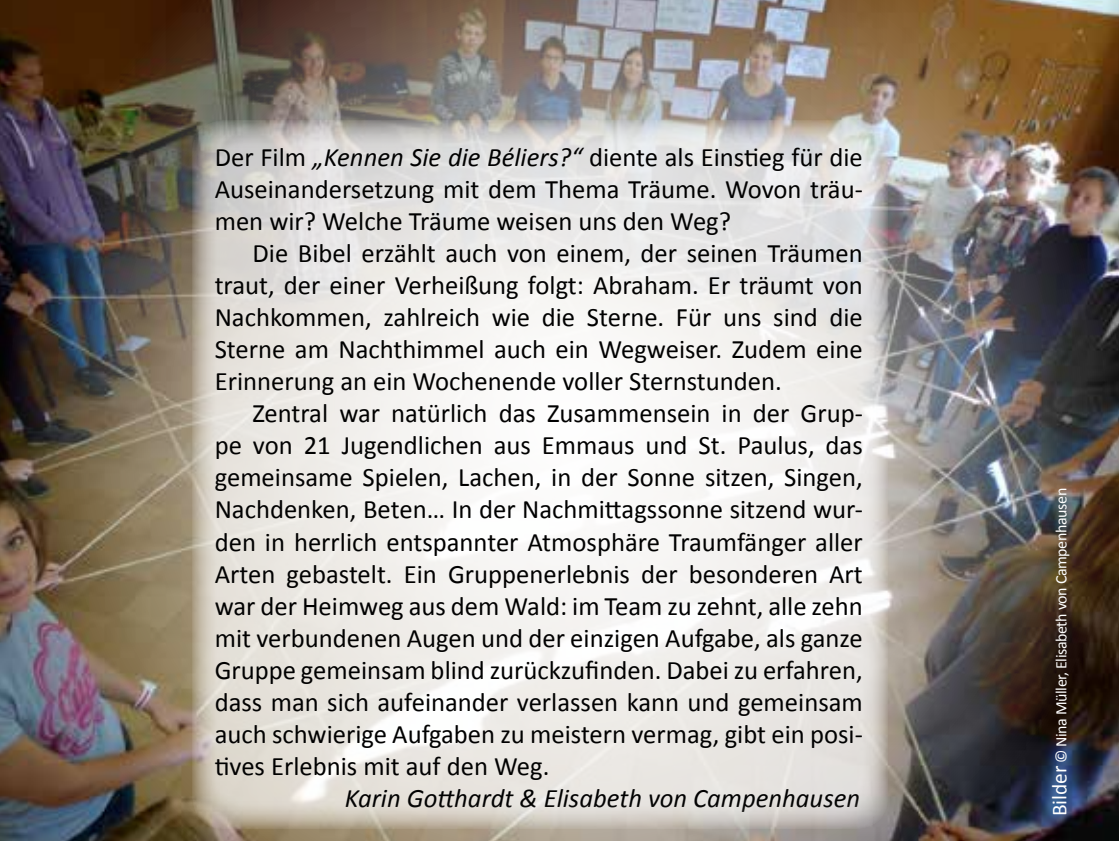 Der Film „Kennen Sie die Béliers?“ diente als Einstieg für die
Auseinandersetzung mit dem Thema Träume. Wovon träu-
men wir? Welche Träume weisen uns den Weg?
Die Bibel erzählt auch von einem, der seinen Träumen
traut, der einer Verheißung folgt: Abraham. Er träumt von
Nachkommen, zahlreich wie die Sterne. Für uns sind die
Sterne am Nachthimmel auch ein Wegweiser. Zudem eine
Erinnerung an ein Wochenende voller Sternstunden.
Zentral war natürlich das Zusammensein in der Grup-
pe von 21 Jugendlichen aus Emmaus und St. Paulus, das
gemeinsame Spielen, Lachen, in der Sonne sitzen, Singen,
Nachdenken, Beten... In der Nachmittagssonne sitzend wur-
den in herrlich entspannter Atmosphäre Traumfänger aller
Arten gebastelt. Ein Gruppenerlebnis der besonderen Art
war der Heimweg aus dem Wald: im Team zu zehnt, alle zehn
mit verbundenen Augen und der einzigen Aufgabe, als ganze
Gruppe gemeinsam blind zurückzufinden. Dabei zu erfahren,
dass man sich aufeinander verlassen kann und gemeinsam
auch schwierige Aufgaben zu meistern vermag, gibt ein posi-
tives Erlebnis mit auf den Weg.
Karin Gotthardt & Elisabeth von Campenhausen
Bilder © Nina Müller, Elisabeth von Campenhausen